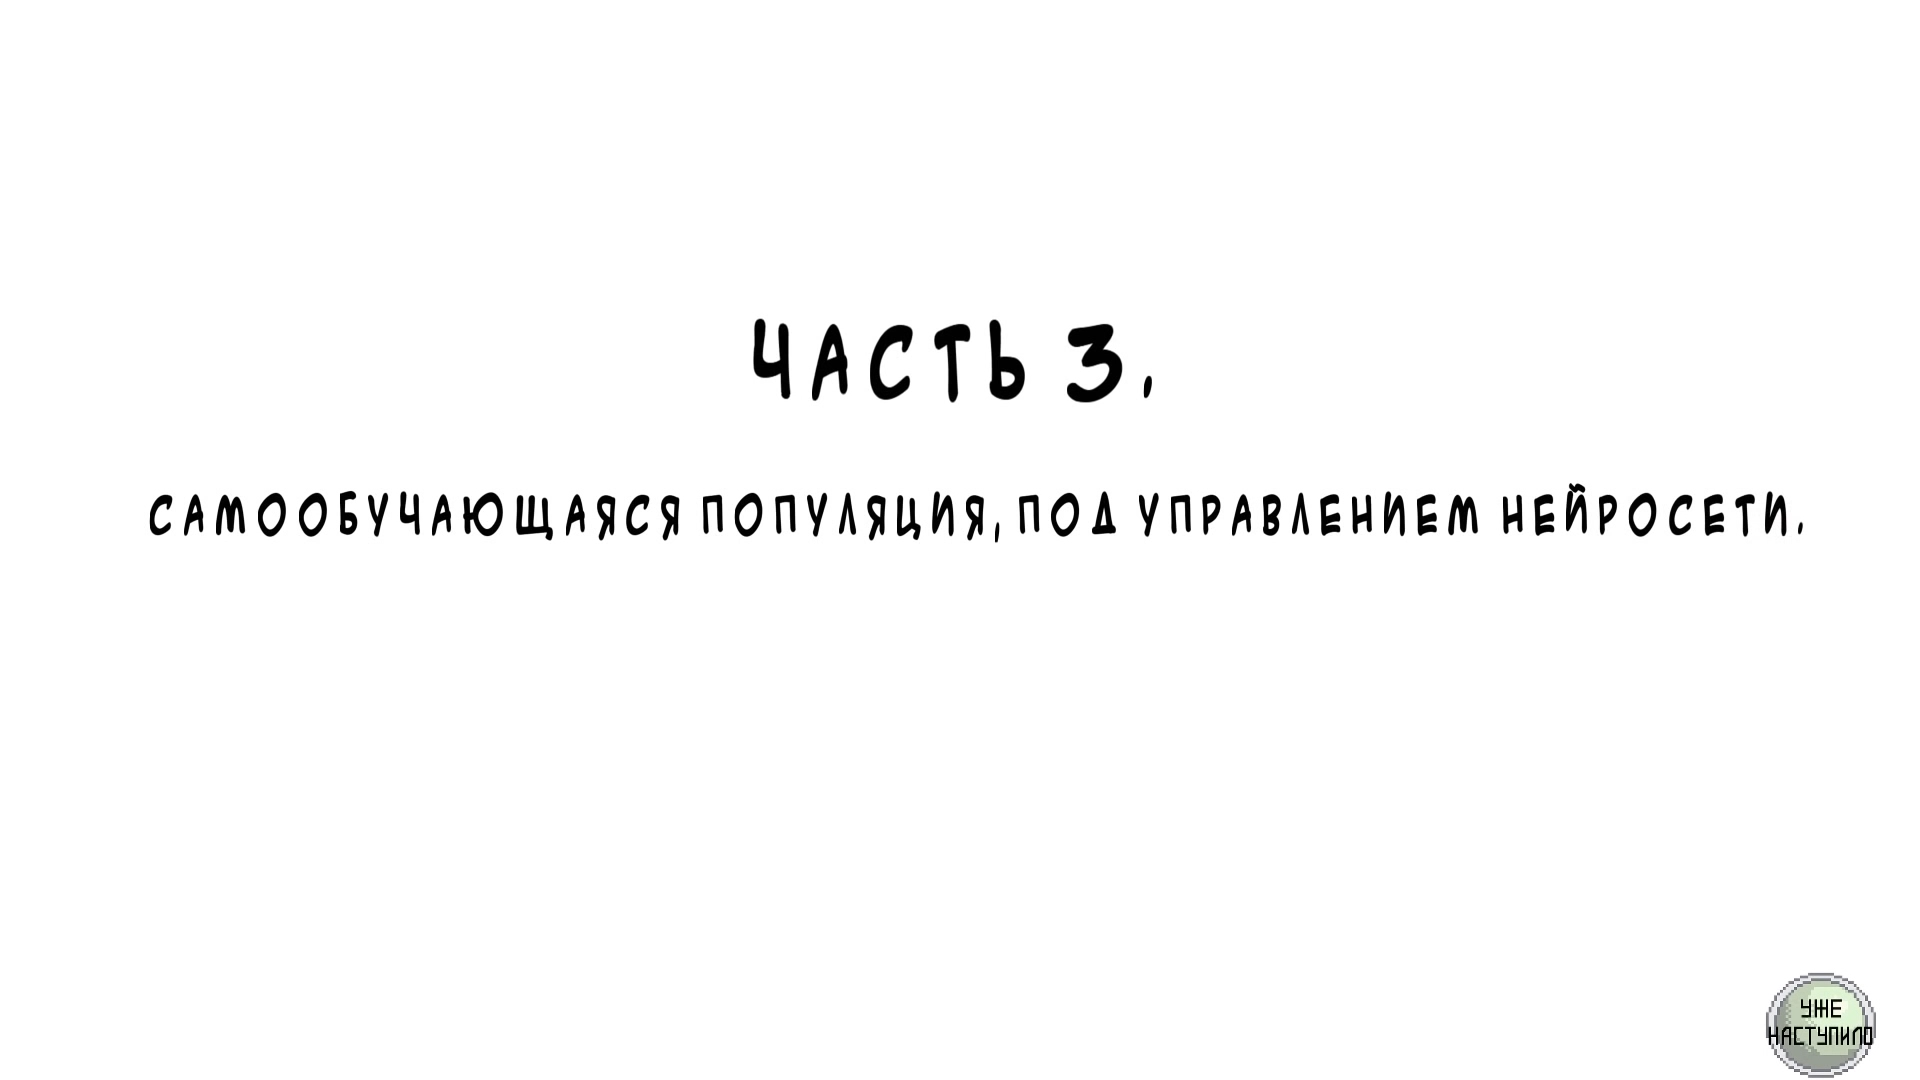 ЧАСТЬ 3.
САМООБУЧАЮЩАЯСЯ ПОПУЛЯЦИЯ, ПОД УПРАВЛЕНИЕМ НЕЙРОСЕТИ.
УЖЕ
НАСТУПИЛО